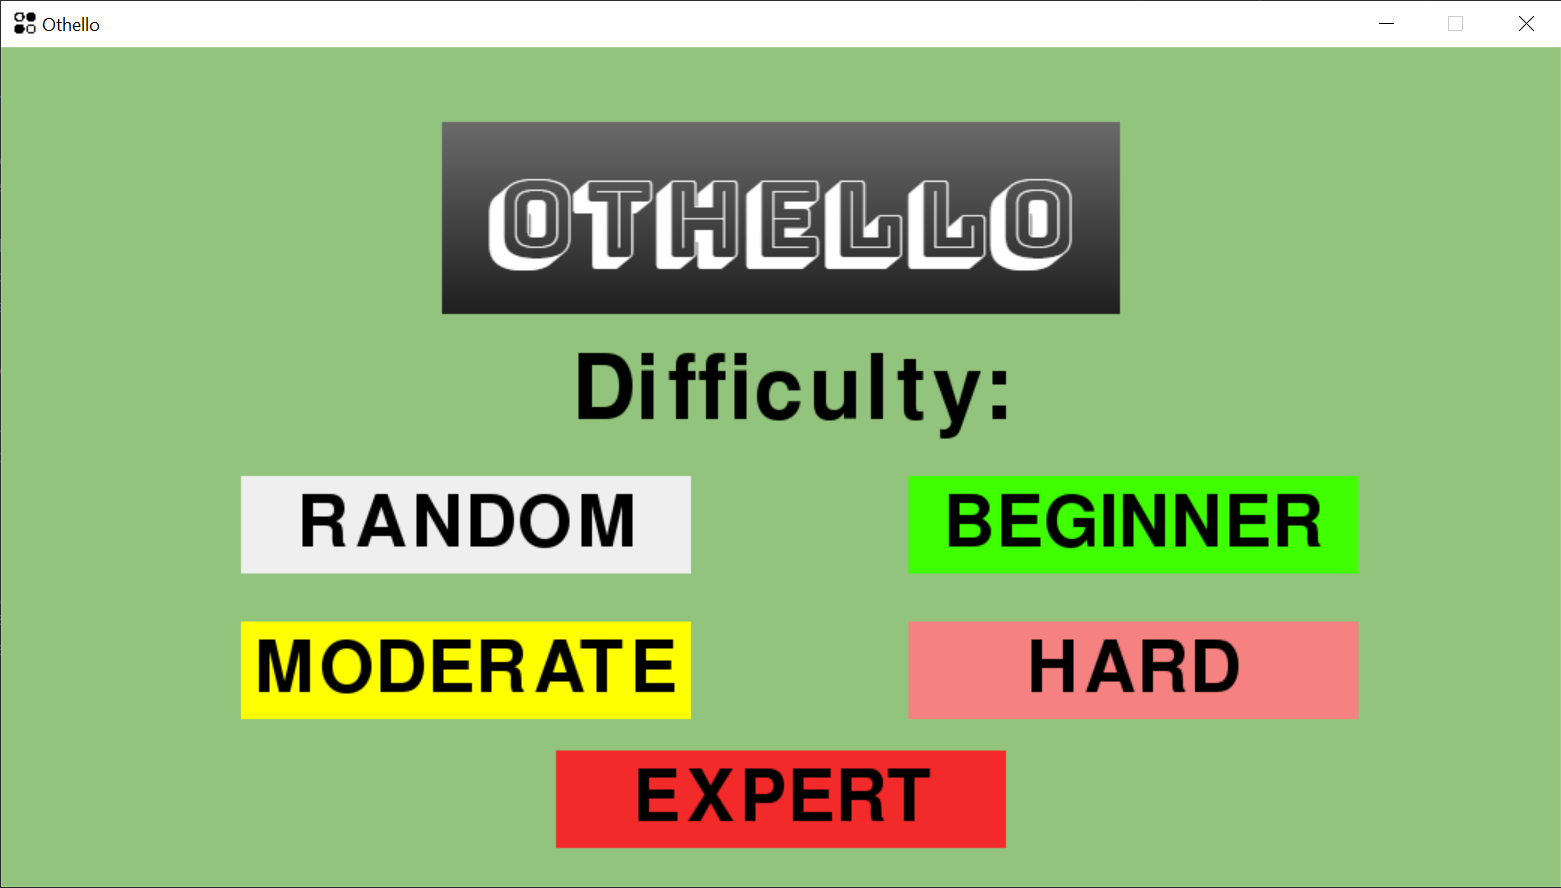 Othello
OTHELLO
Difficulty:
RANDOM
BEGINNER
MODERATE
HARD
EXPERT